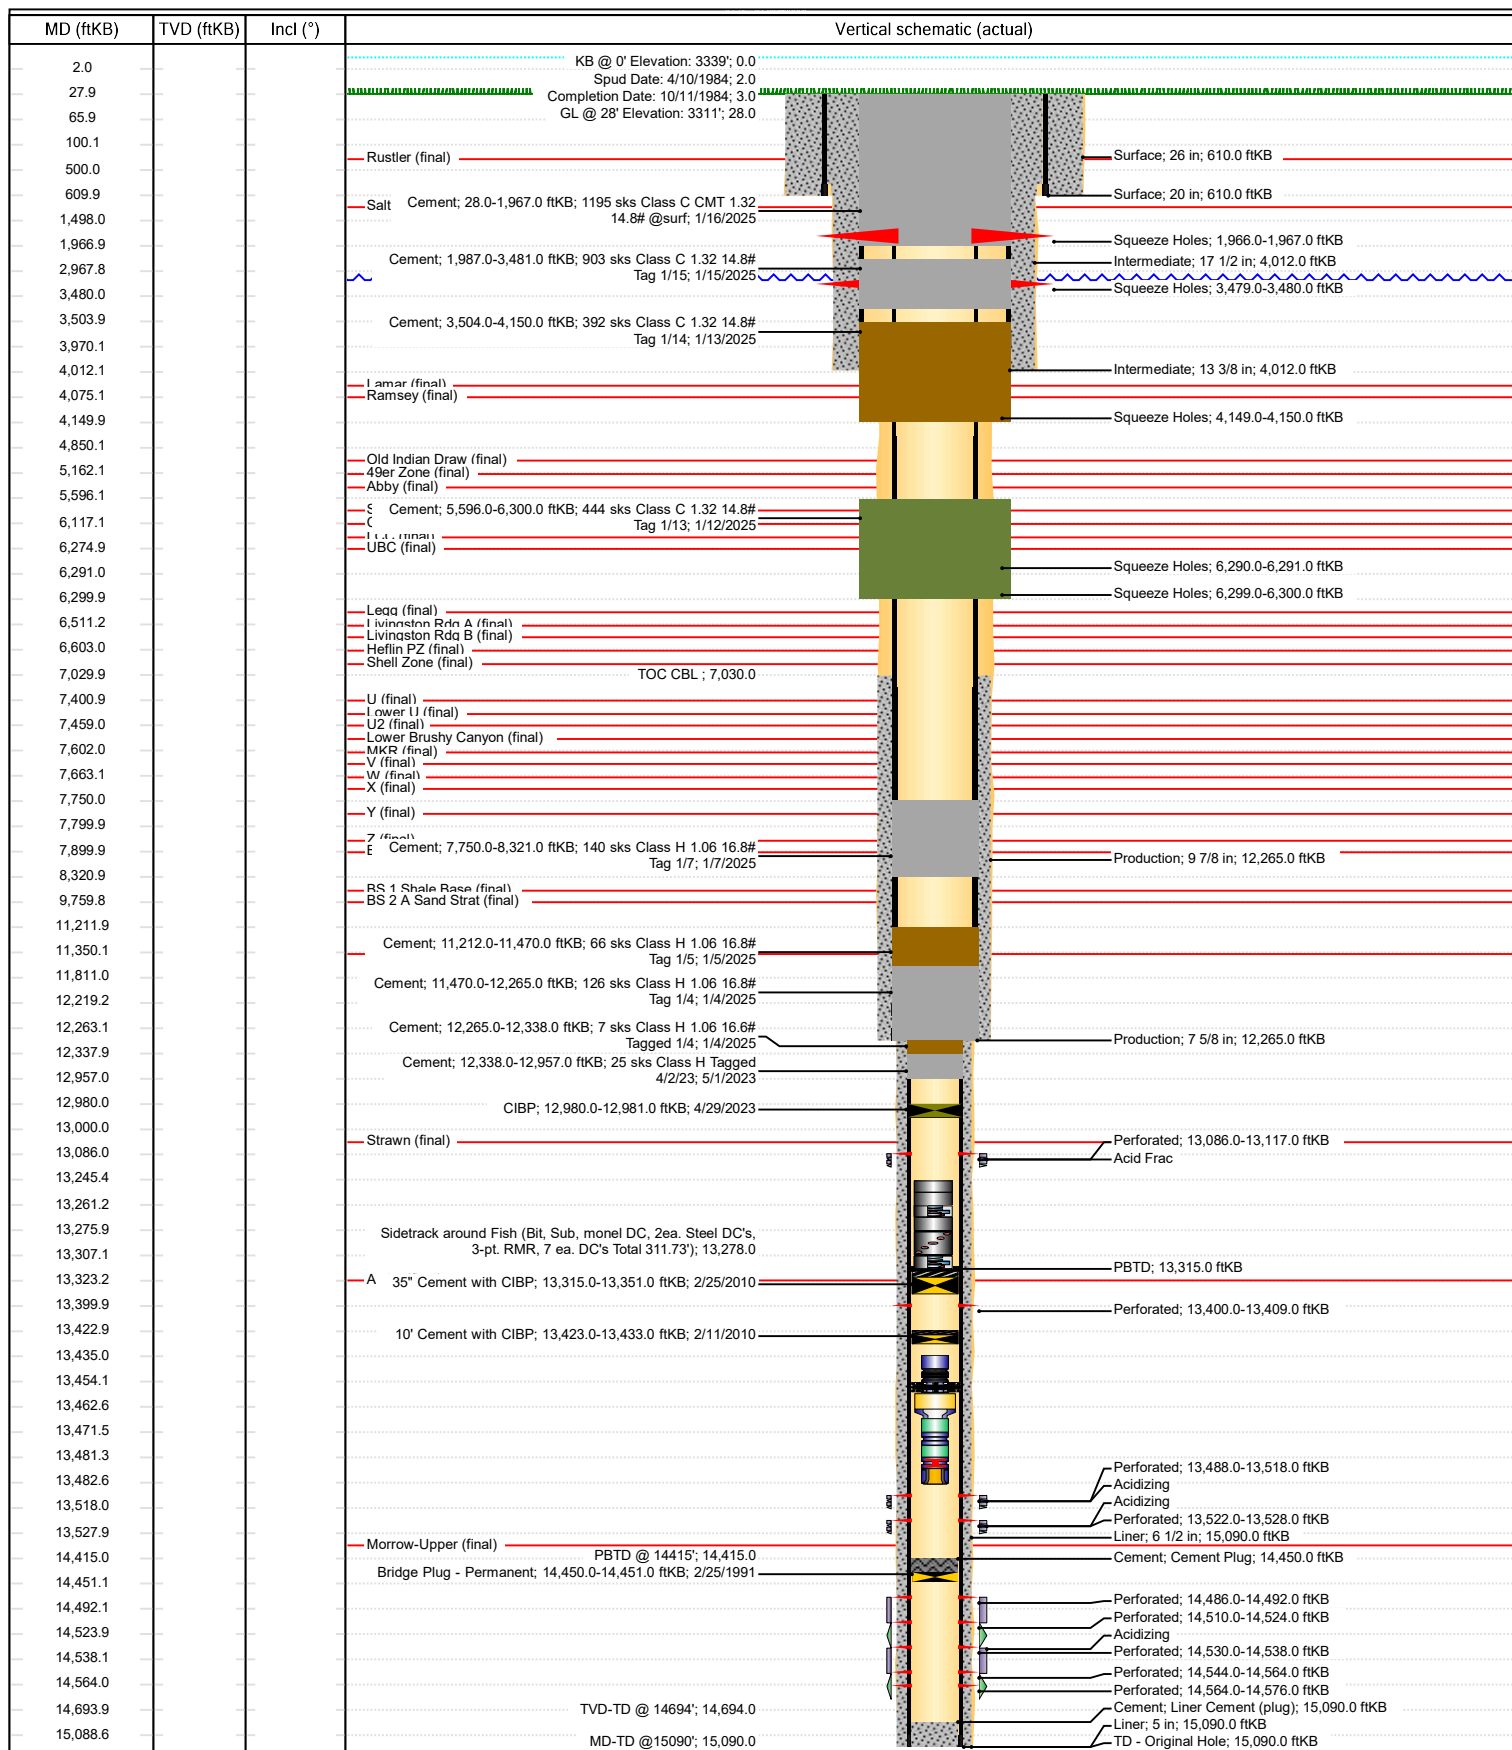 MD (ftKB) TVD (ftKB) Incl (°) Vertical schematic (actual)
2.0
27.9
65.9
100.1
500.0
609.9
1,498.0
1,966.9
2,967.8
3,480.0
3,503.9
3,970.1
4,012.1
4,075.1
4,149.9
4,850.1
5,162.1
5,596.1
6,117.1
6,274.9
6,291.0
6,299.9
6,511.2
6,603.0
7,029.9
7,400.9
7,459.0
7,602.0
7,663.1
7,750.0
7,799.9
7,899.9
8,320.9
9,759.8
11,211.9
11,350.1
11,811.0
12,219.2
12,263.1
12,337.9
12,957.0
12,980.0
13,000.0
13,086.0
13,245.4
13,261.2
13,275.9
13,307.1
13,323.2
13,399.9
13,422.9
13,435.0
13,454.1
13,462.6
13,471.5
13,481.3
13,482.6
13,518.0
13,527.9
14,415.0
14,451.1
14,492.1
14,523.9
14,538.1
14,564.0
14,693.9
15,088.6
KB @ 0' Elevation: 3339'; 0.0
Spud Date: 4/10/1984; 2.0
Completion Date: 10/11/1984; 3.0
GL @ 28' Elevation: 3311'; 28.0
Rustler (final)
Salt
Cement; 28.0-1,967.0 ftKB; 1195 sks Class C CMT 1.32
14.8# @surf; 1/16/2025
Cement; 1,987.0-3,481.0 ftKB; 903 sks Class C 1.32 14.8#
Tag 1/15; 1/15/2025
Cement; 3,504.0-4,150.0 ftKB; 392 sks Class C 1.32 14.8#
Tag 1/14; 1/13/2025
Lamar (final)
Ramsey (final)
Old Indian Draw (final)
49er Zone (final)
Abby (final)
Cement; 5,596.0-6,300.0 ftKB; 444 sks Class C 1.32 14.8#
Tag 1/13; 1/12/2025
UBC (final)
Legg (final)
Livingston Rdg A (final)
Livingston Rdg B (final)
Heflin PZ (final)
Shell Zone (final)
TOC CBL ; 7,030.0
U (final)
Lower U (final)
U2 (final)
Lower Brushy Canyon (final)
MKR (final)
V (final)
W (final)
X (final)
Y (final)
Z (final)
Cement; 7,750.0-8,321.0 ftKB; 140 sks Class H 1.06 16.8#
Tag 1/7; 1/7/2025
BS 1 Shale Base (final)
BS 2 A Sand Strat (final)
Cement; 11,212.0-11,470.0 ftKB; 66 sks Class H 1.06 16.8#
Tag 1/5; 1/5/2025
Cement; 11,470.0-12,265.0 ftKB; 126 sks Class H 1.06 16.8#
Tag 1/4; 1/4/2025
Cement; 12,265.0-12,338.0 ftKB; 7 sks Class H 1.06 16.6#
Tagged 1/4; 1/4/2025
Cement; 12,338.0-12,957.0 ftKB; 25 sks Class H Tagged
4/2/23; 5/1/2023
CIBP; 12,980.0-12,981.0 ftKB; 4/29/2023
Strawn (final)
Sidetrack around Fish (Bit, Sub, monel DC, 2ea. Steel DC's,
3-pt. RMR, 7 ea. DC's Total 311.73'); 13,278.0
A
35" Cement with CIBP; 13,315.0-13,351.0 ftKB; 2/25/2010
10' Cement with CIBP; 13,423.0-13,433.0 ftKB; 2/11/2010
Morrow-Upper (final)
PBTD @ 14415'; 14,415.0
Bridge Plug - Permanent; 14,450.0-14,451.0 ftKB; 2/25/1991
TVD-TD @ 14694'; 14,694.0
MD-TD @15090'; 15,090.0
Surface; 26 in; 610.0 ftKB
Surface; 20 in; 610.0 ftKB
Squeeze Holes; 1,966.0-1,967.0 ftKB
Intermediate; 17 1/2 in; 4,012.0 ftKB
Squeeze Holes; 3,479.0-3,480.0 ftKB
Intermediate; 13 3/8 in; 4,012.0 ftKB
Squeeze Holes; 4,149.0-4,150.0 ftKB
Squeeze Holes; 6,290.0-6,291.0 ftKB
Squeeze Holes; 6,299.0-6,300.0 ftKB
Production; 9 7/8 in; 12,265.0 ftKB
Production; 7 5/8 in; 12,265.0 ftKB
Perforated; 13,086.0-13,117.0 ftKB
Acid Frac
PBTD; 13,315.0 ftKB
Perforated; 13,400.0-13,409.0 ftKB
Perforated; 13,488.0-13,518.0 ftKB
Acidizing
Acidizing
Perforated; 13,522.0-13,528.0 ftKB
Liner; 6 1/2 in; 15,090.0 ftKB
Cement; Cement Plug; 14,450.0 ftKB
Perforated; 14,486.0-14,492.0 ftKB
Perforated; 14,510.0-14,524.0 ftKB
Acidizing
Perforated; 14,530.0-14,538.0 ftKB
Perforated; 14,544.0-14,564.0 ftKB
Perforated; 14,564.0-14,576.0 ftKB
Cement; Liner Cement (plug); 15,090.0 ftKB
Liner; 5 in; 15,090.0 ftKB
TD - Original Hole; 15,090.0 ftKB